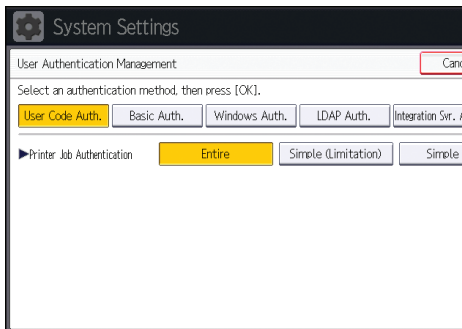 System Settings
User Authentication Management Canc
Select an authentication method, then press [OK].
User Code Auth. Basic Auth. Windows Auth. LDAP Auth. Integration Svr. A
▶Printer Job Authentication Entire Simple (Limitation) Simple